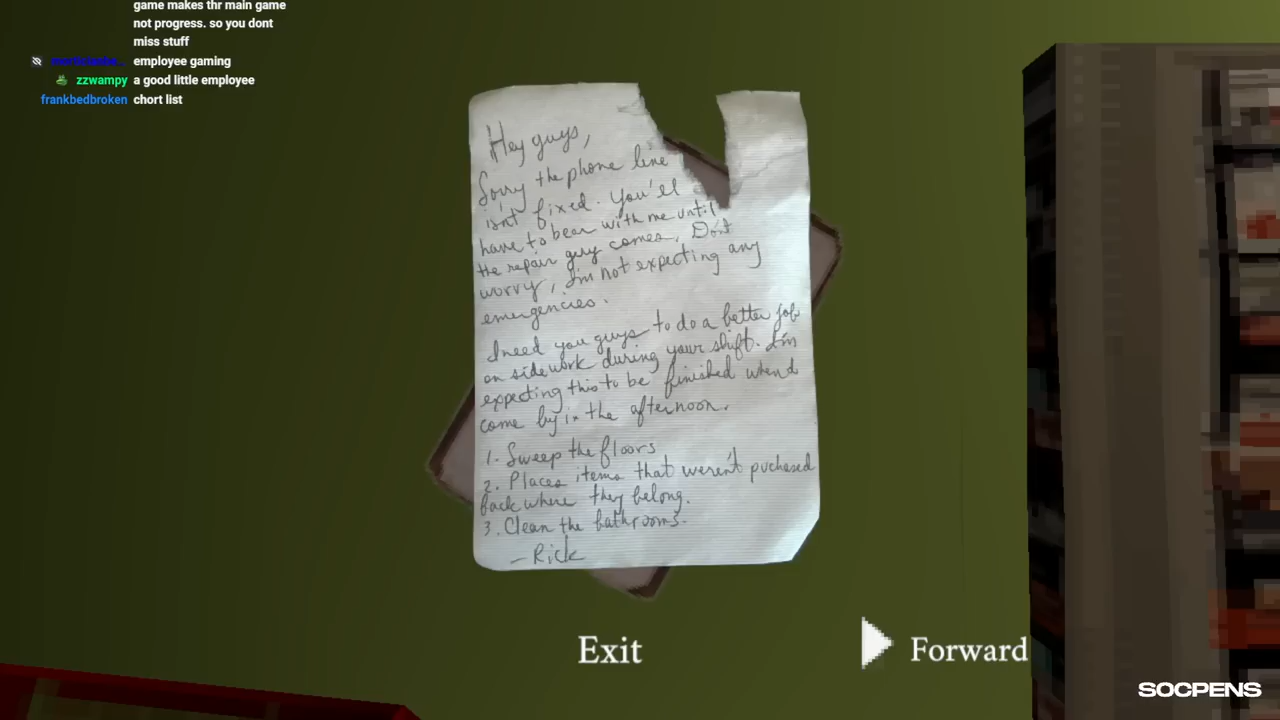 game makes thr main game
not progress. so you dont
miss stuff
employee gaming
zzwampy a good little employee
frankbedbroken chort list
Hey guys,
Sorry the phone line
isn't fixed. You'll
have to bear with me until
the repair guy comes. Dont
worry, I'm not expecting any
emergencies.
I need you guys to do a better job
on sidework during your shift. I'm
expecting this to be finished when I
come by in the afternoon.
1. Sweep the floors
2. Places items that weren't puchased
back where they belong.
3. Clean the bathrooms.
- Rick
Exit
Forward
SOCPENS